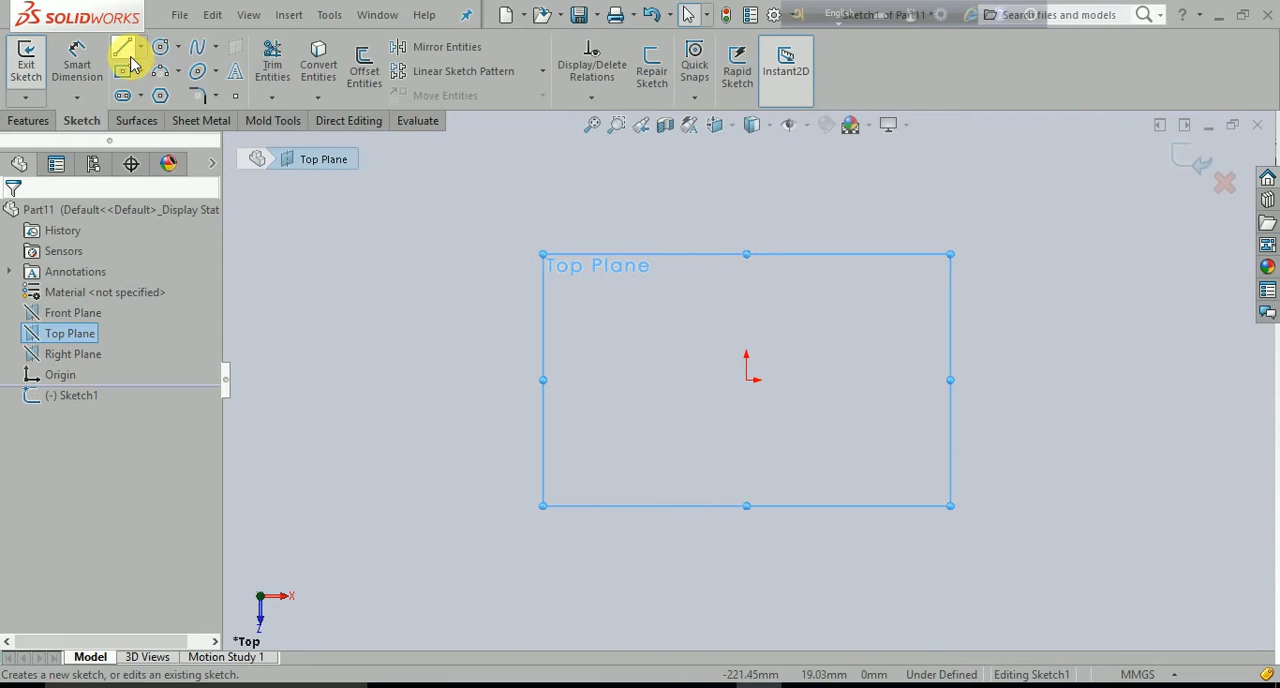 SOLIDWORKS
File Edit View Insert Tools Window Help
English
Sketch1 of Part11 *
Search files and models
?
Exit Sketch
Smart Dimension
Trim Entities
Convert Entities
Offset Entities
Mirror Entities
Linear Sketch Pattern
Move Entities
Display/Delete Relations
Repair Sketch
Quick Snaps
Rapid Sketch
Instant2D
Features Sketch Surfaces Sheet Metal Mold Tools Direct Editing Evaluate
Top Plane
Part11 (Default<<Default>_Display Stat
History
Sensors
Annotations
Material <not specified>
Front Plane
Top Plane
Right Plane
Origin
(-) Sketch1
Top Plane
X
Z
*Top
Model 3D Views Motion Study 1
Creates a new sketch, or edits an existing sketch.
-221.45mm 19.03mm 0mm Under Defined Editing Sketch1 MMGS